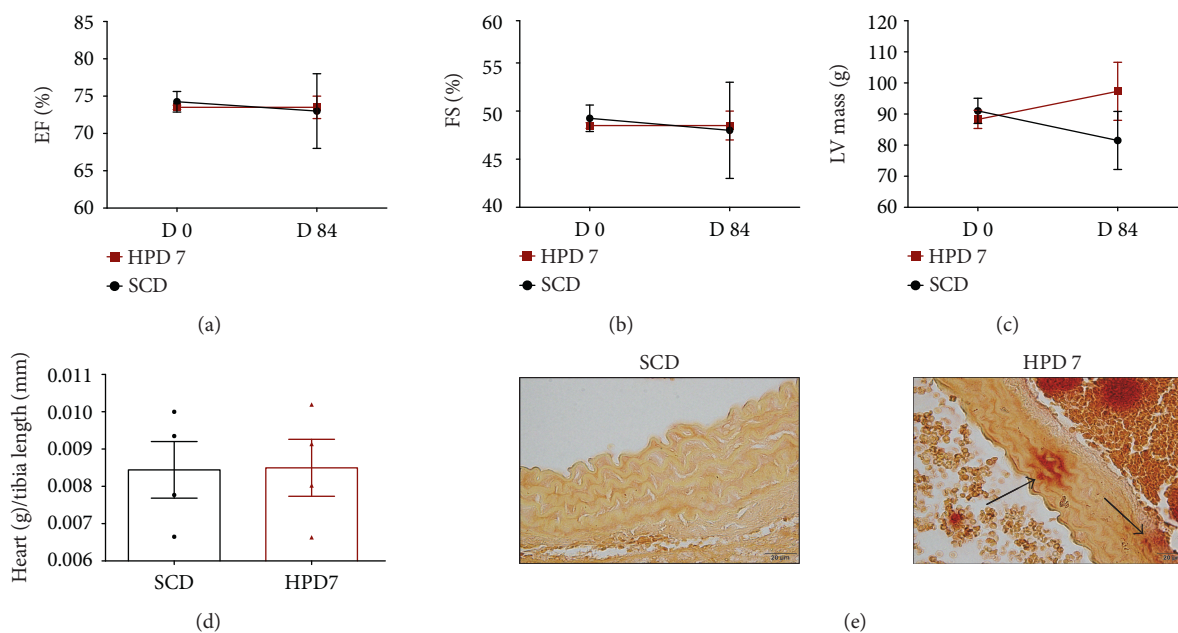 EF (%)
85
80
75
70
65
60
D 0
D 84
HPD 7
SCD
(a)
FS (%)
60
55
50
45
40
D 0
D 84
HPD 7
SCD
(b)
LV mass (g)
120
110
100
90
80
70
60
D 0
D 84
HPD 7
SCD
(c)
Heart (g)/tibia length (mm)
0.011
0.010
0.009
0.008
0.007
0.006
SCD
HPD7
(d)
SCD
20 µm
HPD 7
(e)